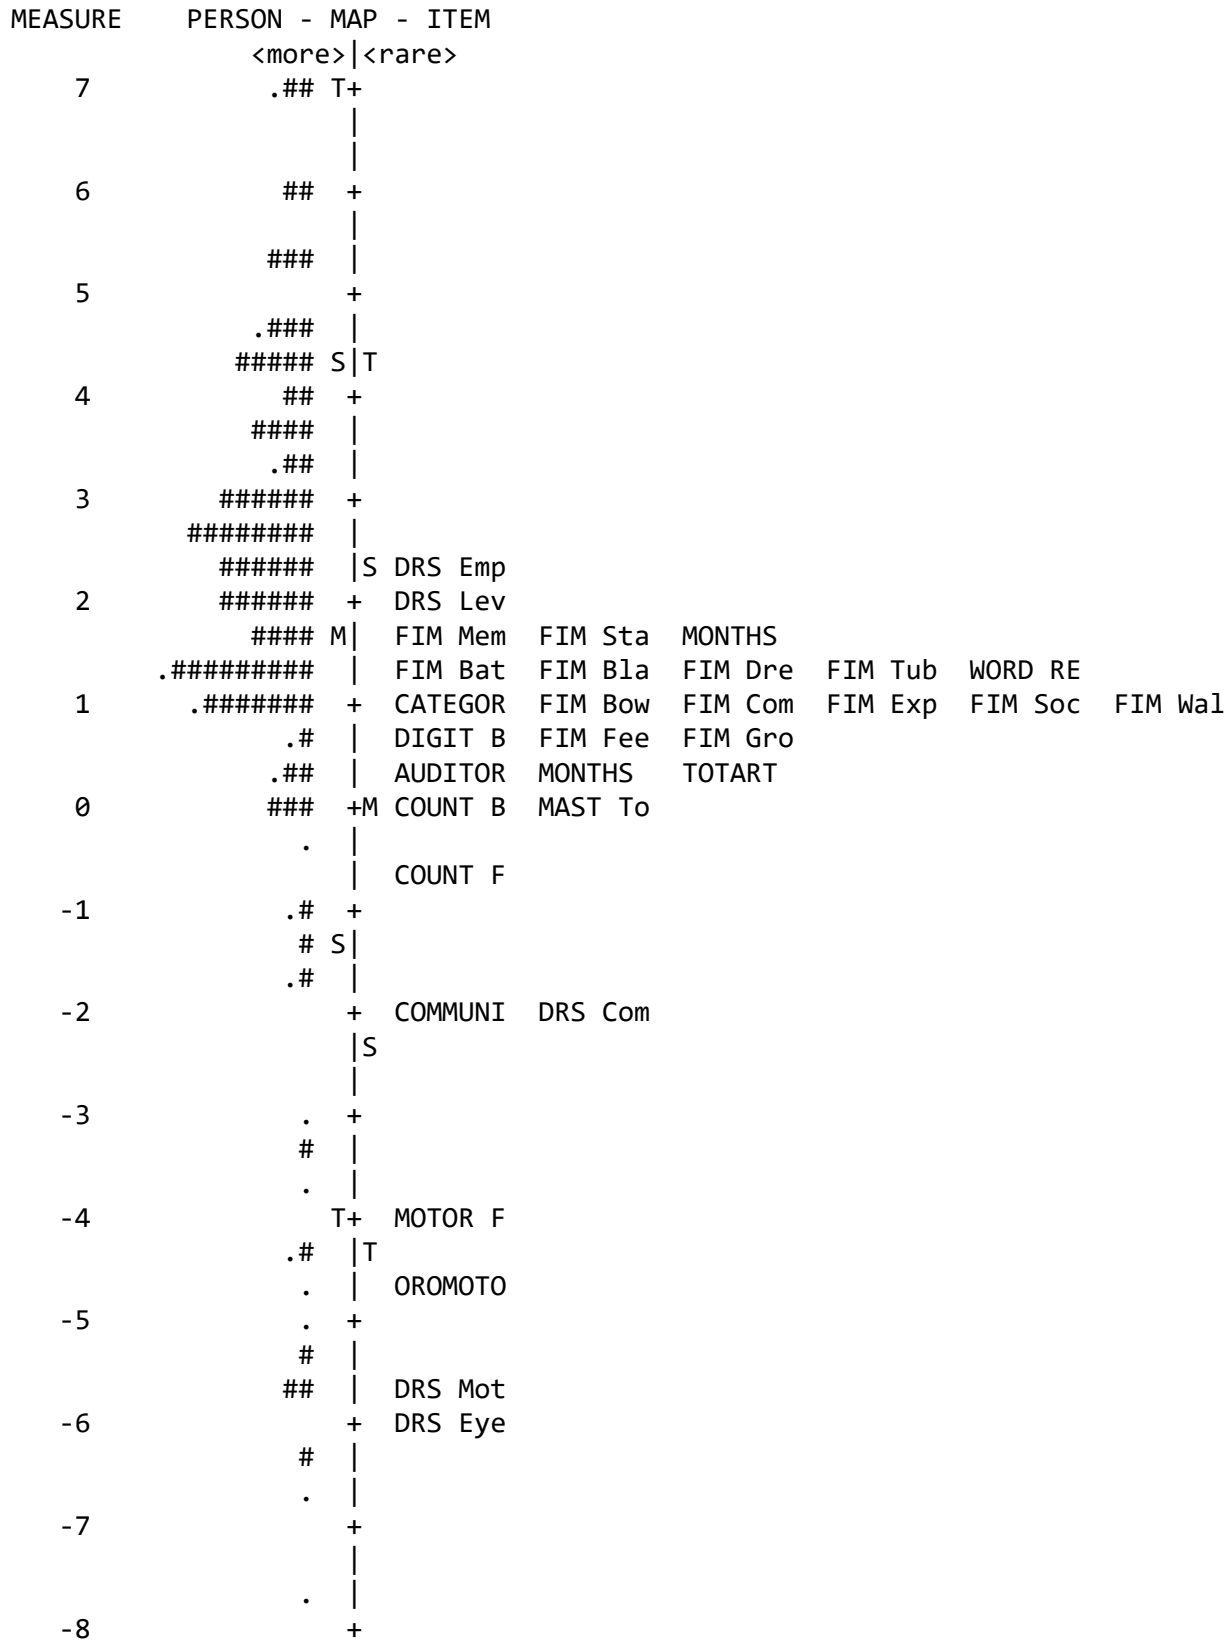 MEASURE    PERSON - MAP - ITEM
               <more>|<rare>
    7           .## T+
                     |
                     |
    6            ##  +
                     |
                ###  |
    5                +
               .###  |
              ##### S|T
    4            ##  +
               ####  |
                .##  |
    3        ######  +
           ########  |
             ######  |S DRS Emp
    2        ######  +  DRS Lev
               #### M|  FIM Mem  FIM Sta  MONTHS
         .#########  |  FIM Bat  FIM Bla  FIM Dre  FIM Tub  WORD RE
    1      .#######  +  CATEGOR  FIM Bow  FIM Com  FIM Exp  FIM Soc  FIM Wal
                 .#  |  DIGIT B  FIM Fee  FIM Gro
                .##  |  AUDITOR  MONTHS   TOTART
    0           ###  +M COUNT B  MAST To
                  .  |
                     |  COUNT F
   -1            .#  +
                  # S|
                 .#  |
   -2                +  COMMUNI  DRS Com
                     |S
                     |
   -3             .  +
                  #  |
                  .  |
   -4               T+  MOTOR F
                 .#  |T
                  .  |  OROMOTO
   -5             .  +
                  #  |
                 ##  |  DRS Mot
   -6                +  DRS Eye
                  #  |
                  .  |
   -7                +
                     |
                  .  |
   -8                +